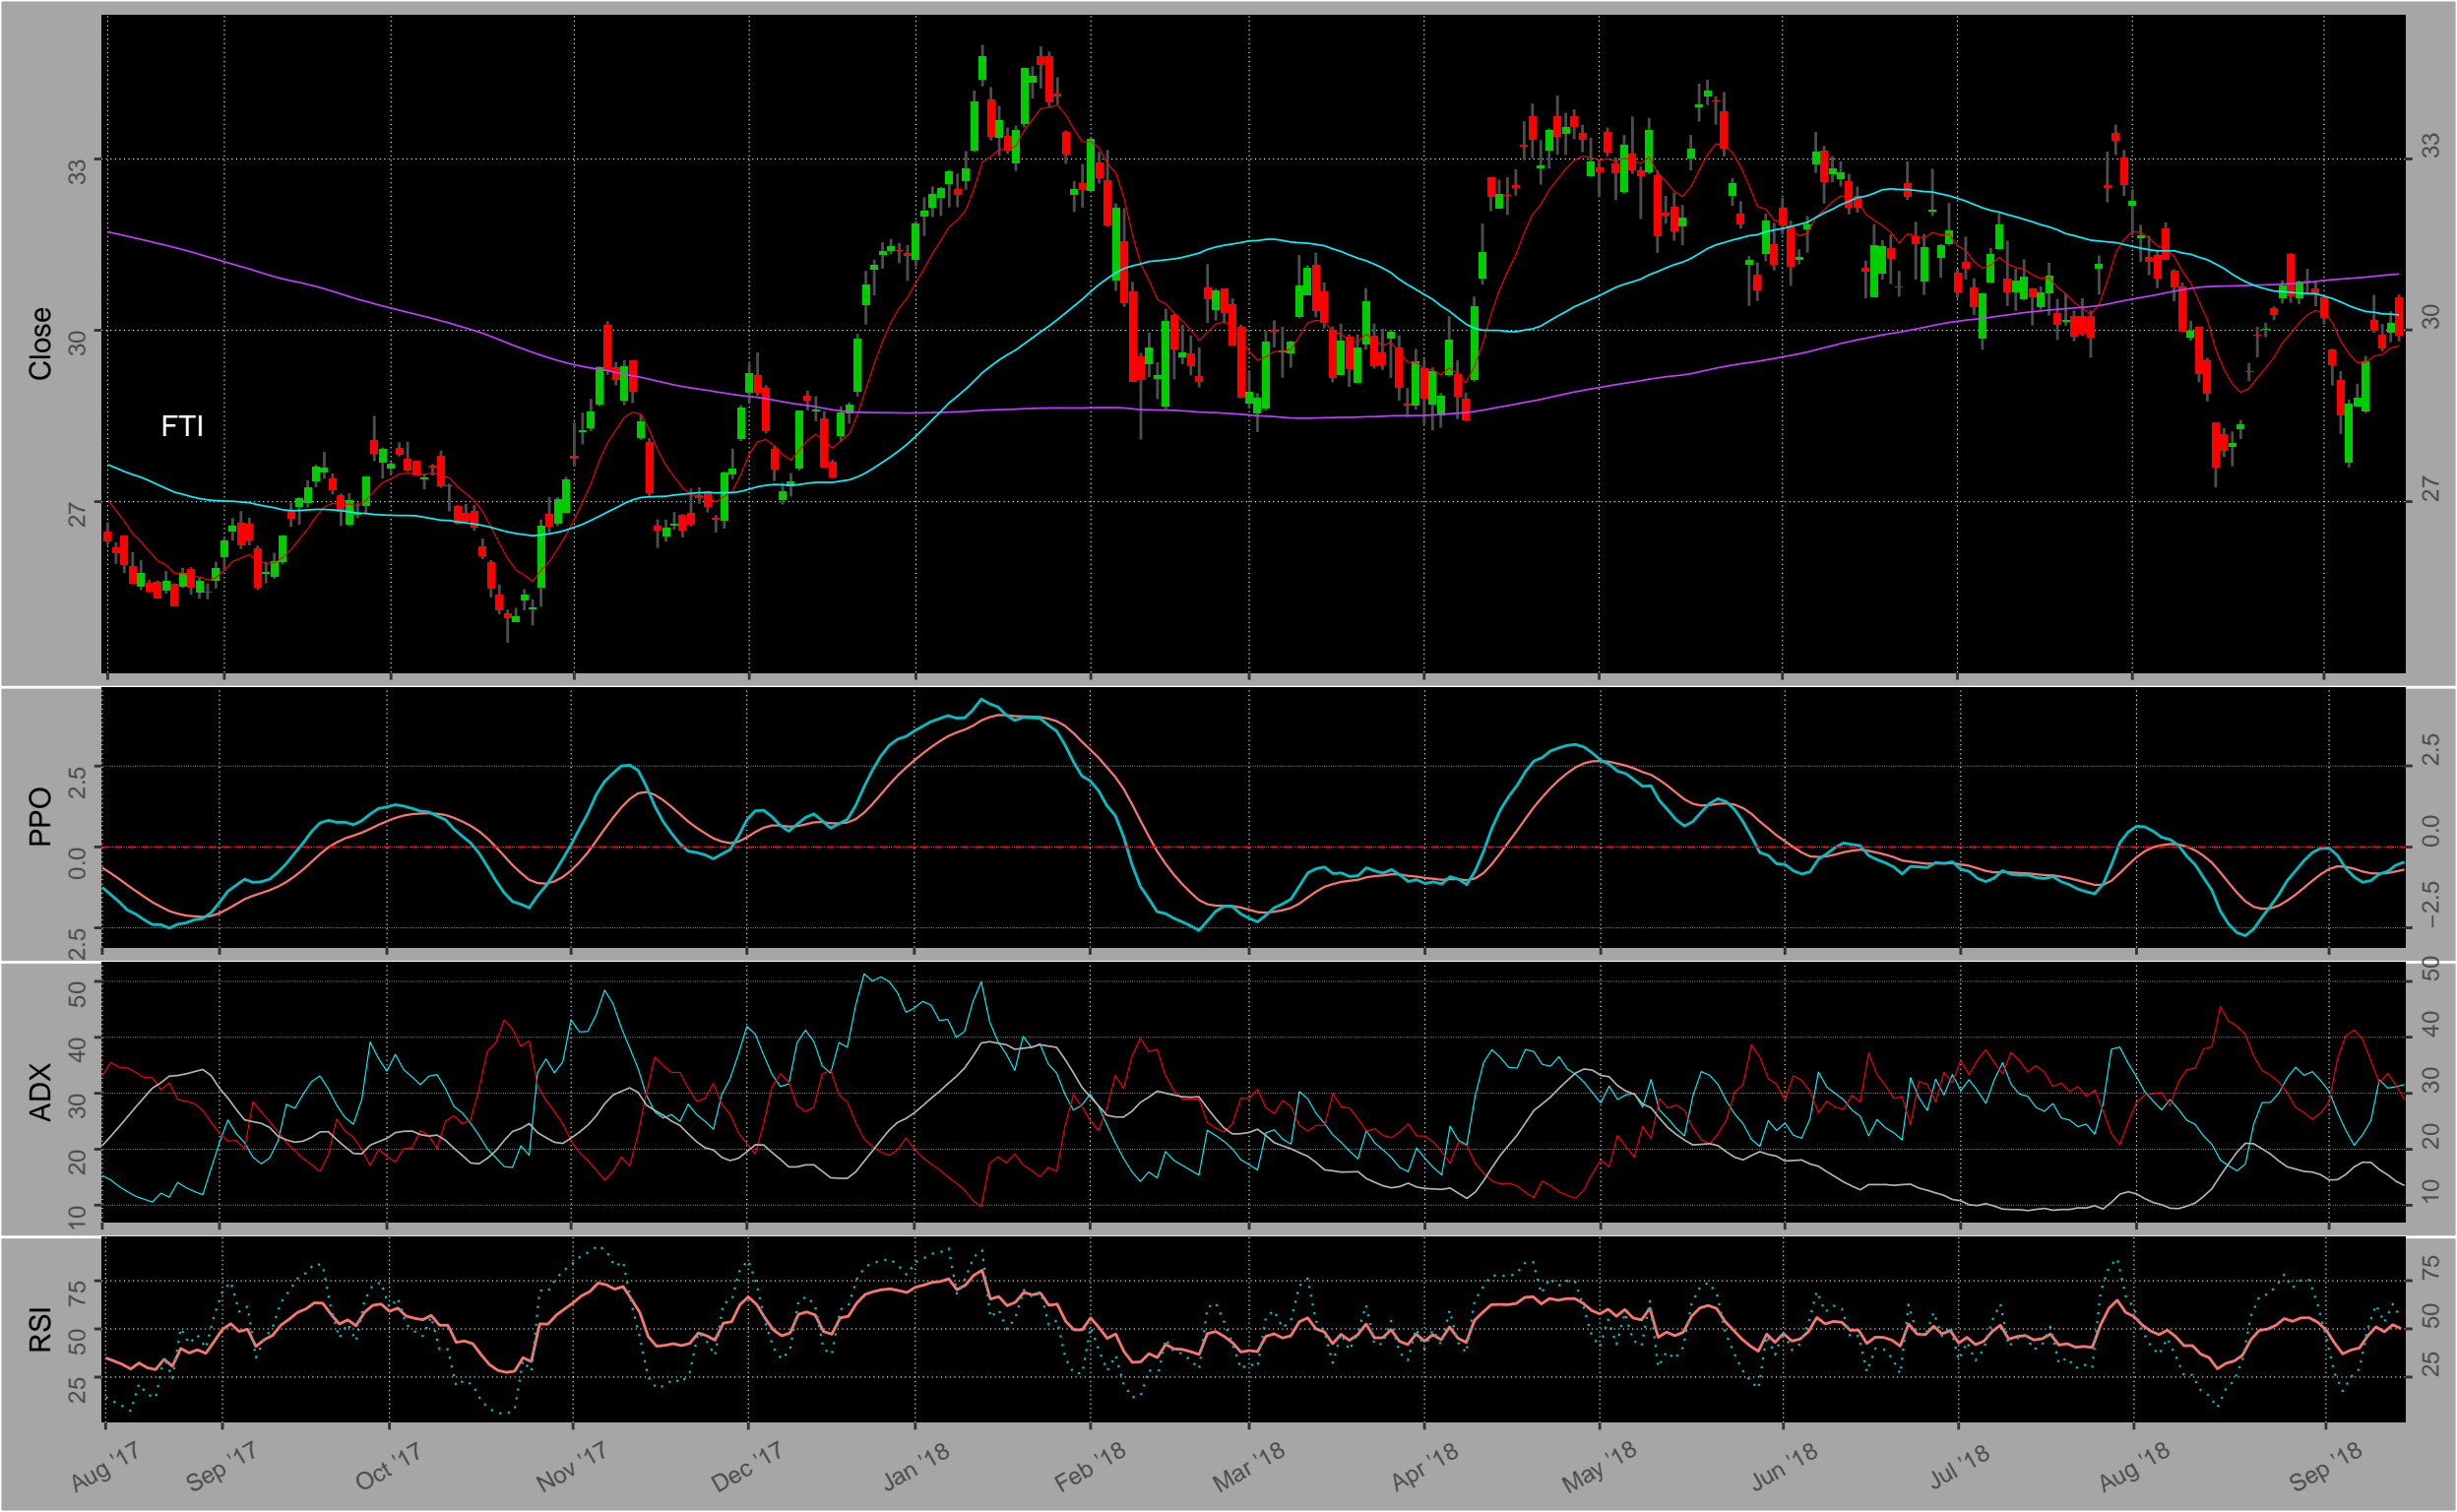 33
30
27
Close
FTI
33
30
27
2.5
0.0
2.5
PPO
2.5
0.0
−2.5
50
40
30
20
10
ADX
50
40
30
20
10
75
50
25
RSI
75
50
25
Aug '17
Sep '17
Oct '17
Nov '17
Dec '17
Jan '18
Feb '18
Mar '18
Apr '18
May '18
Jun '18
Jul '18
Aug '18
Sep '18